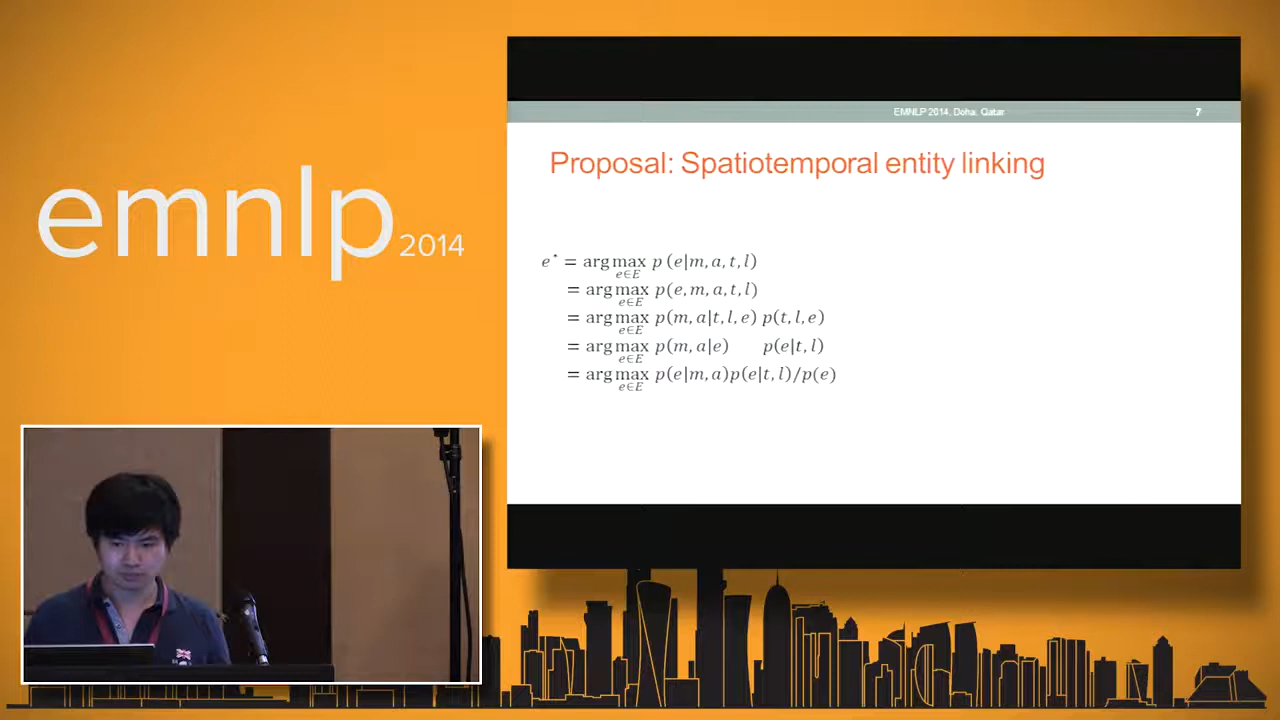 emnlp 2014
EMNLP 2014, Doha, Qatar 7
Proposal: Spatiotemporal entity linking
e* = arg max p (e|m, a, t, l)
e∈E
= arg max p(e, m, a, t, l)
e∈E
= arg max p(m, a|t, l, e) p(t, l, e)
e∈E
= arg max p(m, a|e) p(e|t, l)
e∈E
= arg max p(e|m, a)p(e|t, l)/p(e)
e∈E